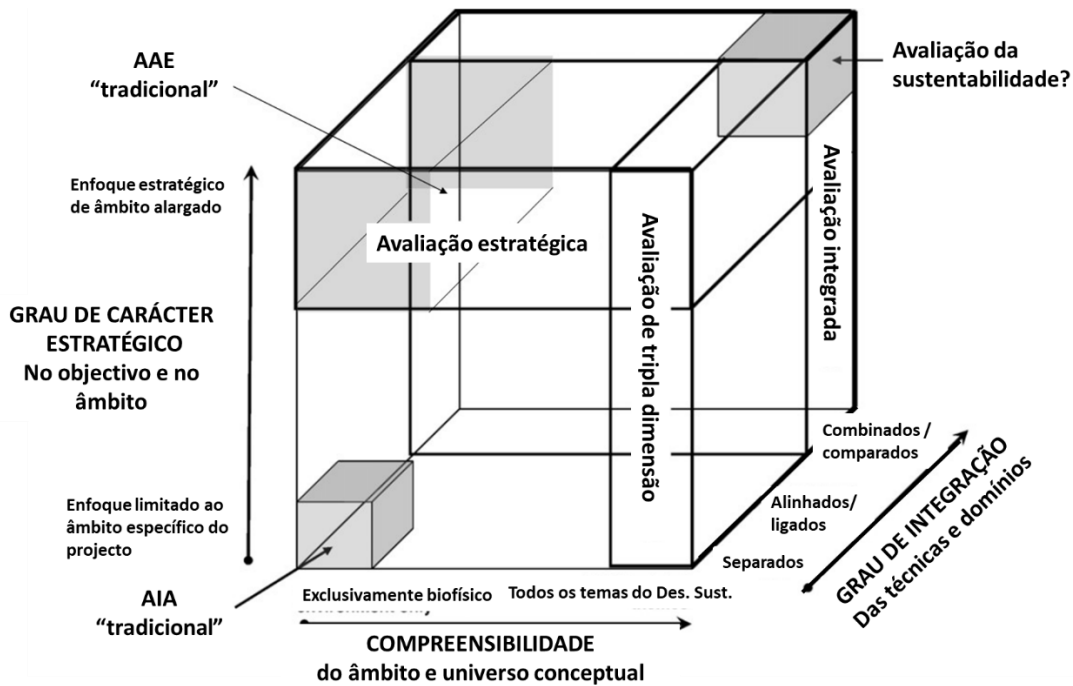 AAE
“tradicional”
Avaliação da
sustentabilidade?
Enfoque estratégico
de âmbito alargado
Avaliação estratégica
Avaliação de tripla dimensão
Avaliação integrada
GRAU DE CARÁCTER
ESTRATÉGICO
No objectivo e no
âmbito
Enfoque limitado ao
âmbito específico do
projecto
Combinados /
comparados
Alinhados/
ligados
Separados
GRAU DE INTEGRAÇÃO
Das técnicas e domínios
AIA
“tradicional”
Exclusivamente biofísico
Todos os temas do Des. Sust.
COMPREENSIBILIDADE
do âmbito e universo conceptual